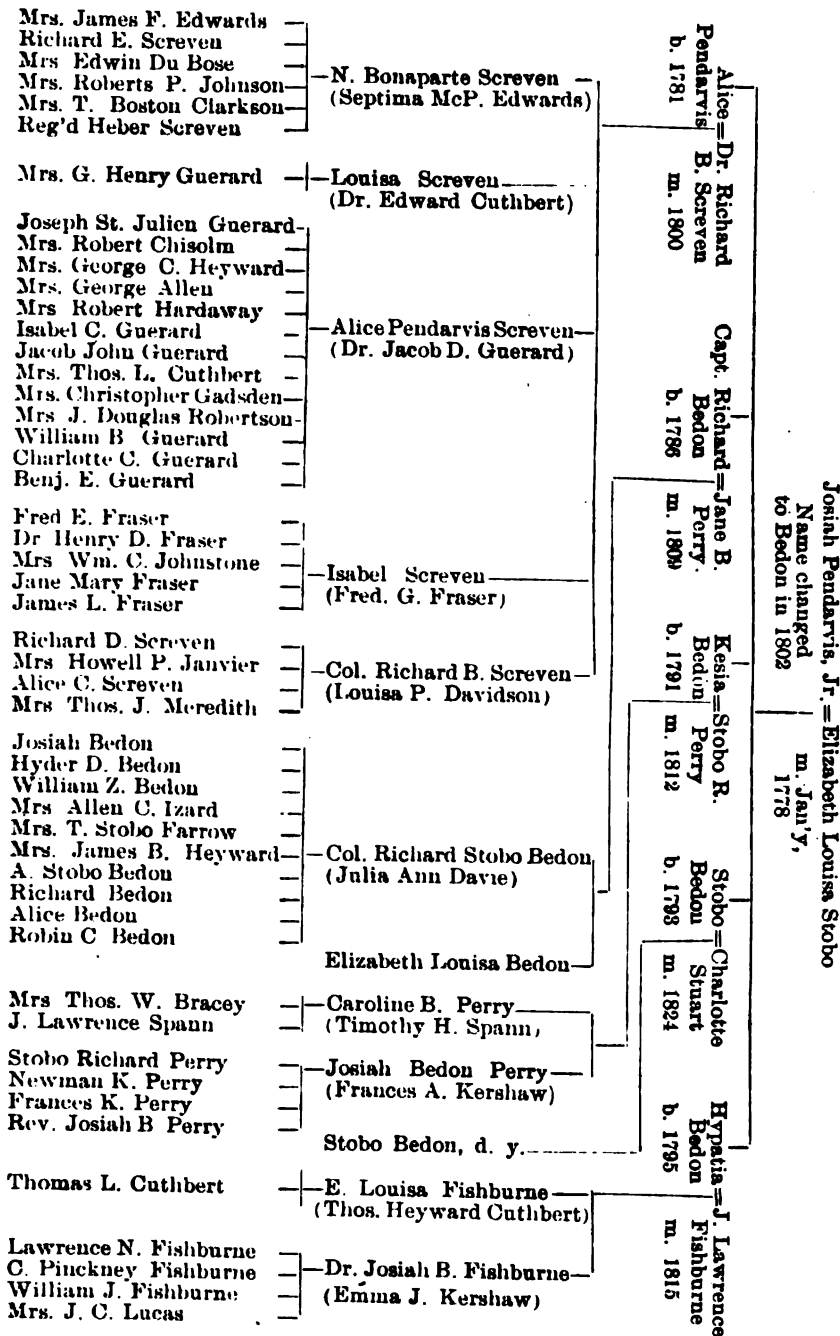 Mrs. James F. Edwards
Richard E. Screven
Mrs Edwin Du Bose
Mrs. Roberts P. Johnson
Mrs. T. Boston Clarkson
Reg'd Heber Screven
N. Bonaparte Screven
(Septima McP. Edwards)
Mrs. G. Henry Guerard
Louisa Screven
(Dr. Edward Cuthbert)
Joseph St. Julien Guerard
Mrs. Robert Chisolm
Mrs. George C. Heyward
Mrs. George Allen
Mrs Robert Hardaway
Isabel C. Guerard
Jacob John Guerard
Mrs. Thos. L. Cuthbert
Mrs. Christopher Gadsden
Mrs J. Douglas Robertson
William B Guerard
Charlotte C. Guerard
Benj. E. Guerard
Alice Pendarvis Screven
(Dr. Jacob D. Guerard)
Fred E. Fraser
Dr Henry D. Fraser
Mrs Wm. C. Johnstone
Jane Mary Fraser
James L. Fraser
Isabel Screven
(Fred. G. Fraser)
Richard D. Screven
Mrs Howell P. Janvier
Alice C. Screven
Mrs Thos. J. Meredith
Col. Richard B. Screven
(Louisa P. Davidson)
Josiah Bedon
Hyder D. Bedon
William Z. Bedon
Mrs Allen C. Izard
Mrs. T. Stobo Farrow
Mrs. James B. Heyward
A. Stobo Bedon
Richard Bedon
Alice Bedon
Robin C Bedon
Col. Richard Stobo Bedon
(Julia Ann Davie)
Elizabeth Louisa Bedon
Mrs Thos. W. Bracey
J. Lawrence Spann
Caroline B. Perry
(Timothy H. Spann)
Stobo Richard Perry
Newman K. Perry
Frances K. Perry
Rev. Josiah B Perry
Josiah Bedon Perry
(Frances A. Kershaw)
Stobo Bedon, d. y.
Thomas L. Cuthbert
E. Louisa Fishburne
(Thos. Heyward Cuthbert)
Lawrence N. Fishburne
C. Pinckney Fishburne
William J. Fishburne
Mrs. J. C. Lucas
Dr. Josiah B. Fishburne
(Emma J. Kershaw)
Alice = Dr. Richard
Pendarvis B. Screven
b. 1781 m. 1800
Capt. Richard = Jane B.
Bedon Perry.
b. 1786 m. 1809
Kesia = Stobo R.
Bedon Perry
b. 1791 m. 1812
Stobo = Charlotte
Bedon Stuart
b. 1793 m. 1824
Hypatia = J. Lawrence
Bedon Fishburne
b. 1795 m. 1815
Josiah Pendarvis, Jr. = Elizabeth Louisa Stobo
Name changed m. Jan'y,
to Bedon in 1802 1778